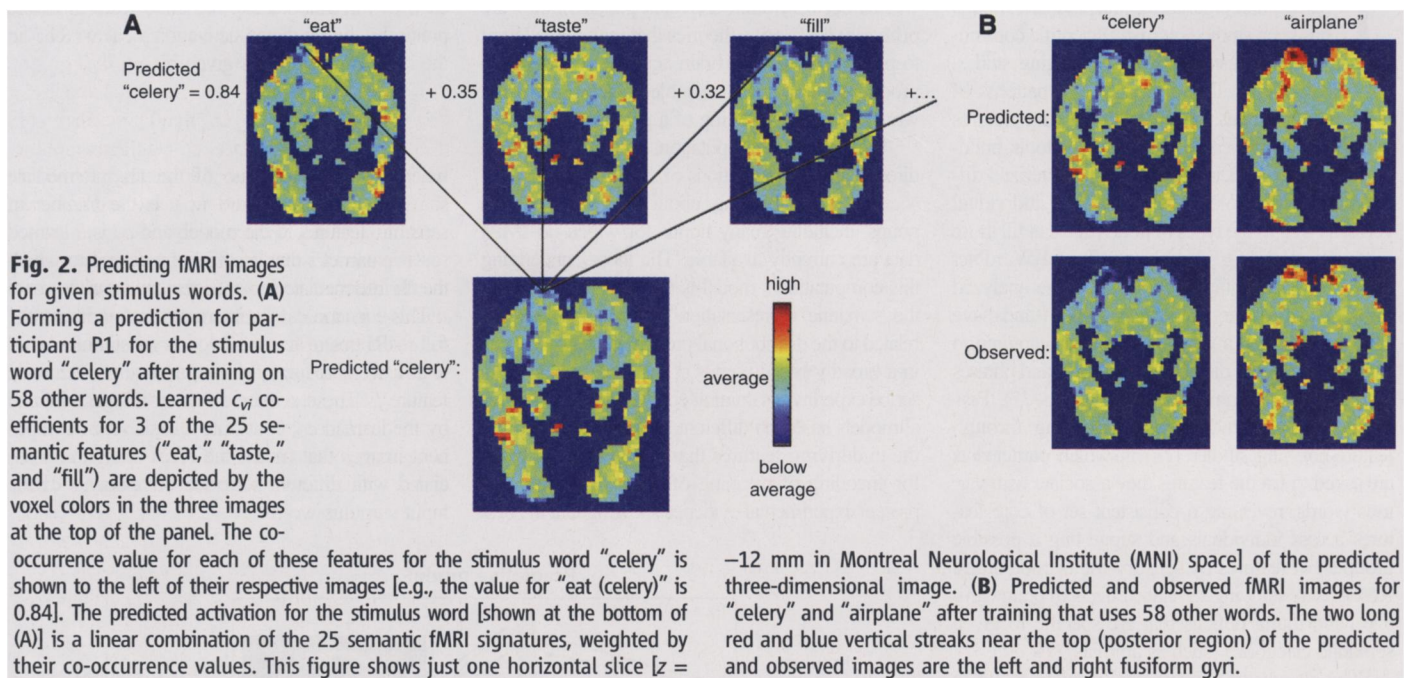 A
"eat"
"taste"
"fill"
Predicted
"celery" = 0.84
+ 0.35
+ 0.32
+...
Predicted "celery":
high
average
below
average
B
"celery"
"airplane"
Predicted:
Observed:
Fig. 2. Predicting fMRI images
for given stimulus words. (A)
Forming a prediction for par-
ticipant P1 for the stimulus
word "celery" after training on
58 other words. Learned cvi co-
efficients for 3 of the 25 se-
mantic features ("eat," "taste,"
and "fill") are depicted by the
voxel colors in the three images
at the top of the panel. The co-
occurrence value for each of these features for the stimulus word "celery" is
shown to the left of their respective images [e.g., the value for "eat (celery)" is
0.84]. The predicted activation for the stimulus word [shown at the bottom of
(A)] is a linear combination of the 25 semantic fMRI signatures, weighted by
their co-occurrence values. This figure shows just one horizontal slice [z =
−12 mm in Montreal Neurological Institute (MNI) space] of the predicted
three-dimensional image. (B) Predicted and observed fMRI images for
"celery" and "airplane" after training that uses 58 other words. The two long
red and blue vertical streaks near the top (posterior region) of the predicted
and observed images are the left and right fusiform gyri.